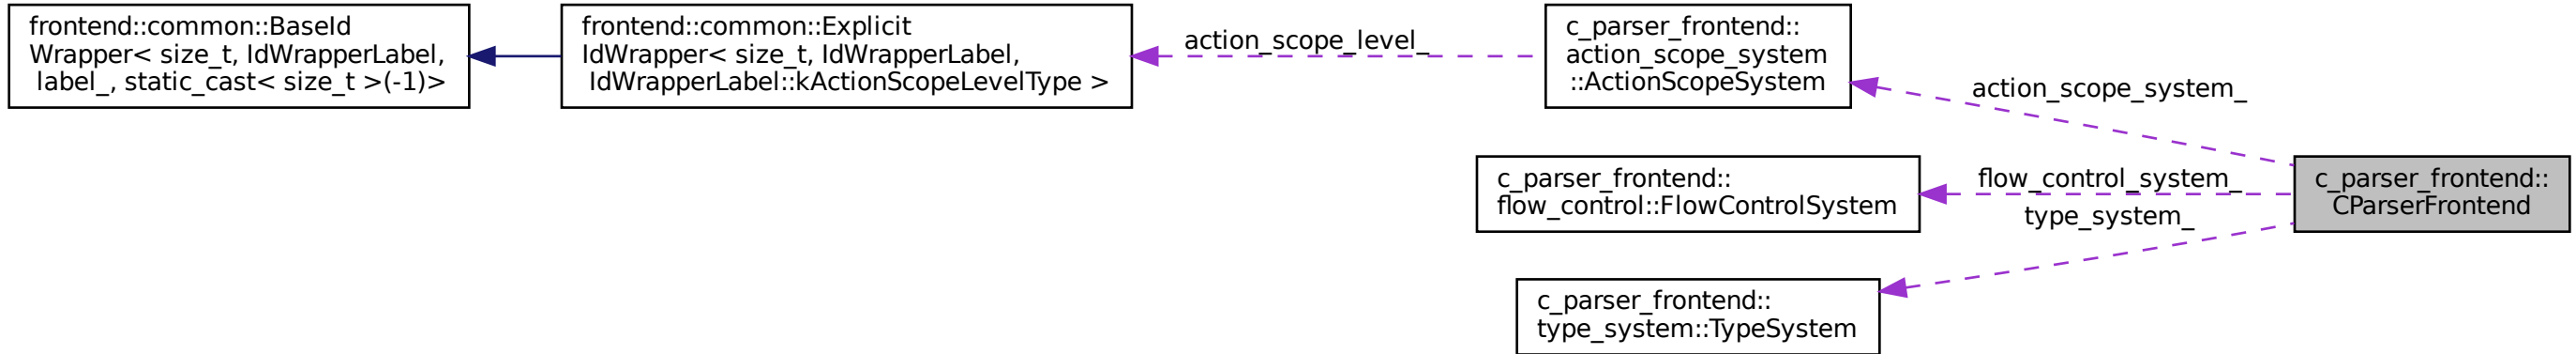 frontend::common::BaseId
Wrapper< size_t, IdWrapperLabel,
label_, static_cast< size_t >(-1)>
frontend::common::Explicit
IdWrapper< size_t, IdWrapperLabel,
IdWrapperLabel::kActionScopeLevelType >
action_scope_level_
c_parser_frontend::
action_scope_system
::ActionScopeSystem
action_scope_system_
c_parser_frontend::
flow_control::FlowControlSystem
flow_control_system_
type_system_
c_parser_frontend::
CParserFrontend
c_parser_frontend::
type_system::TypeSystem